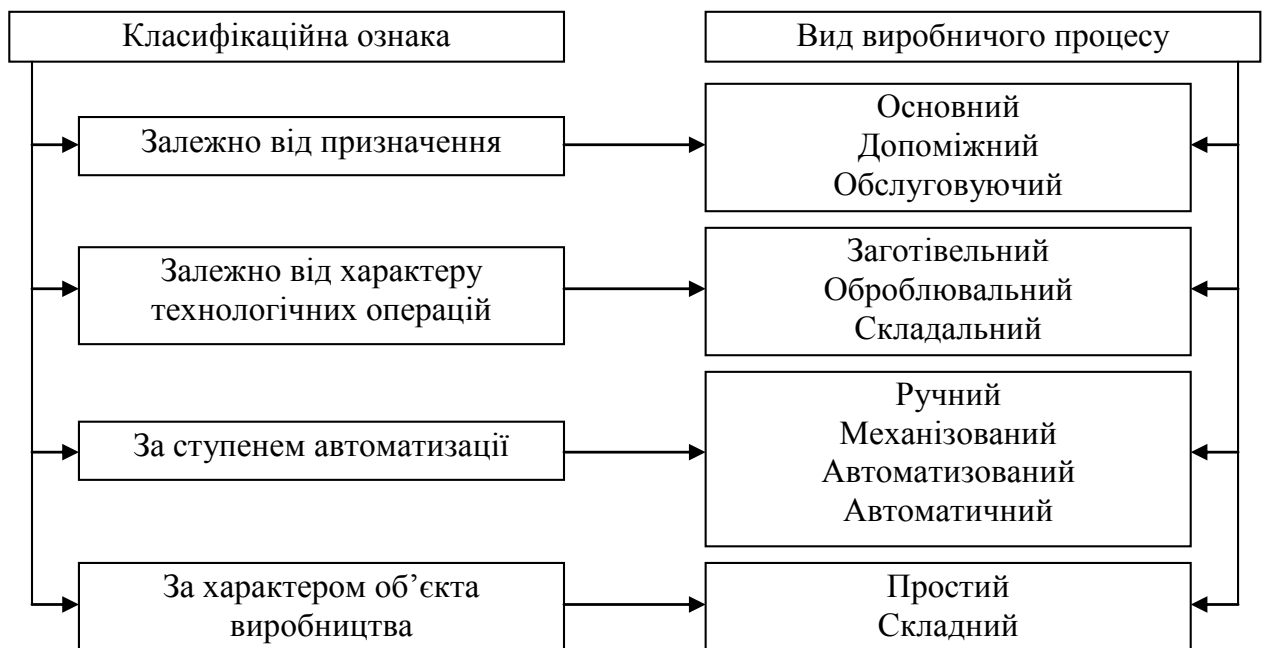 Класифікаційна ознака
Вид виробничого процесу
Залежно від призначення
Основний
Допоміжний
Обслуговуючий
Залежно від характеру
технологічних операцій
Заготівельний
Оброблювальний
Складальний
За ступенем автоматизації
Ручний
Механізований
Автоматизований
Автоматичний
За характером об’єкта
виробництва
Простий
Складний